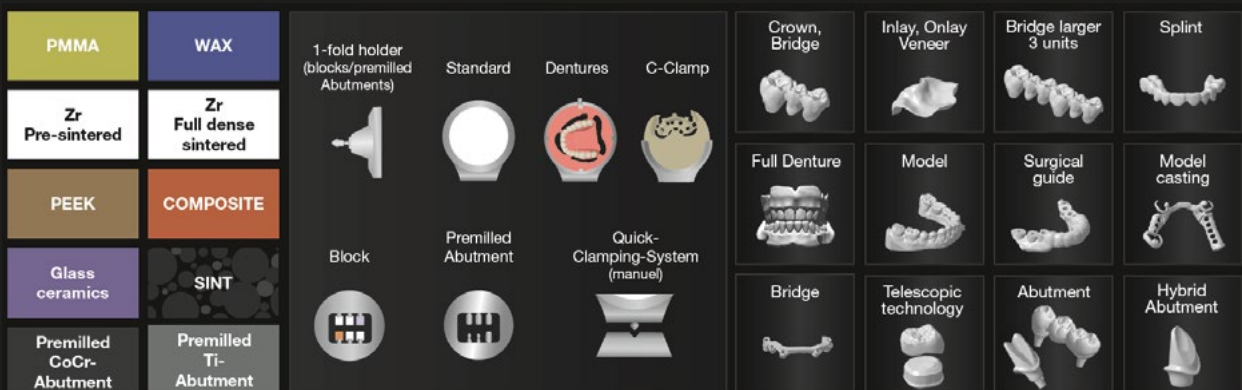 PMMA
WAX
Zr
Pre-sintered
Zr
Full dense
sintered
PEEK
COMPOSITE
Glass
ceramics
SINT
Premilled
CoCr-
Abutment
Premilled
Ti-
Abutment
1-fold holder
(blocks/premilled
Abutments)
Standard
Dentures
C-Clamp
Block
Premilled
Abutment
Quick-
Clamping-System
(manuel)
Crown,
Bridge
Inlay, Onlay
Veneer
Bridge larger
3 units
Splint
Full Denture
Model
Surgical
guide
Model
casting
Bridge
Telescopic
technology
Abutment
Hybrid
Abutment